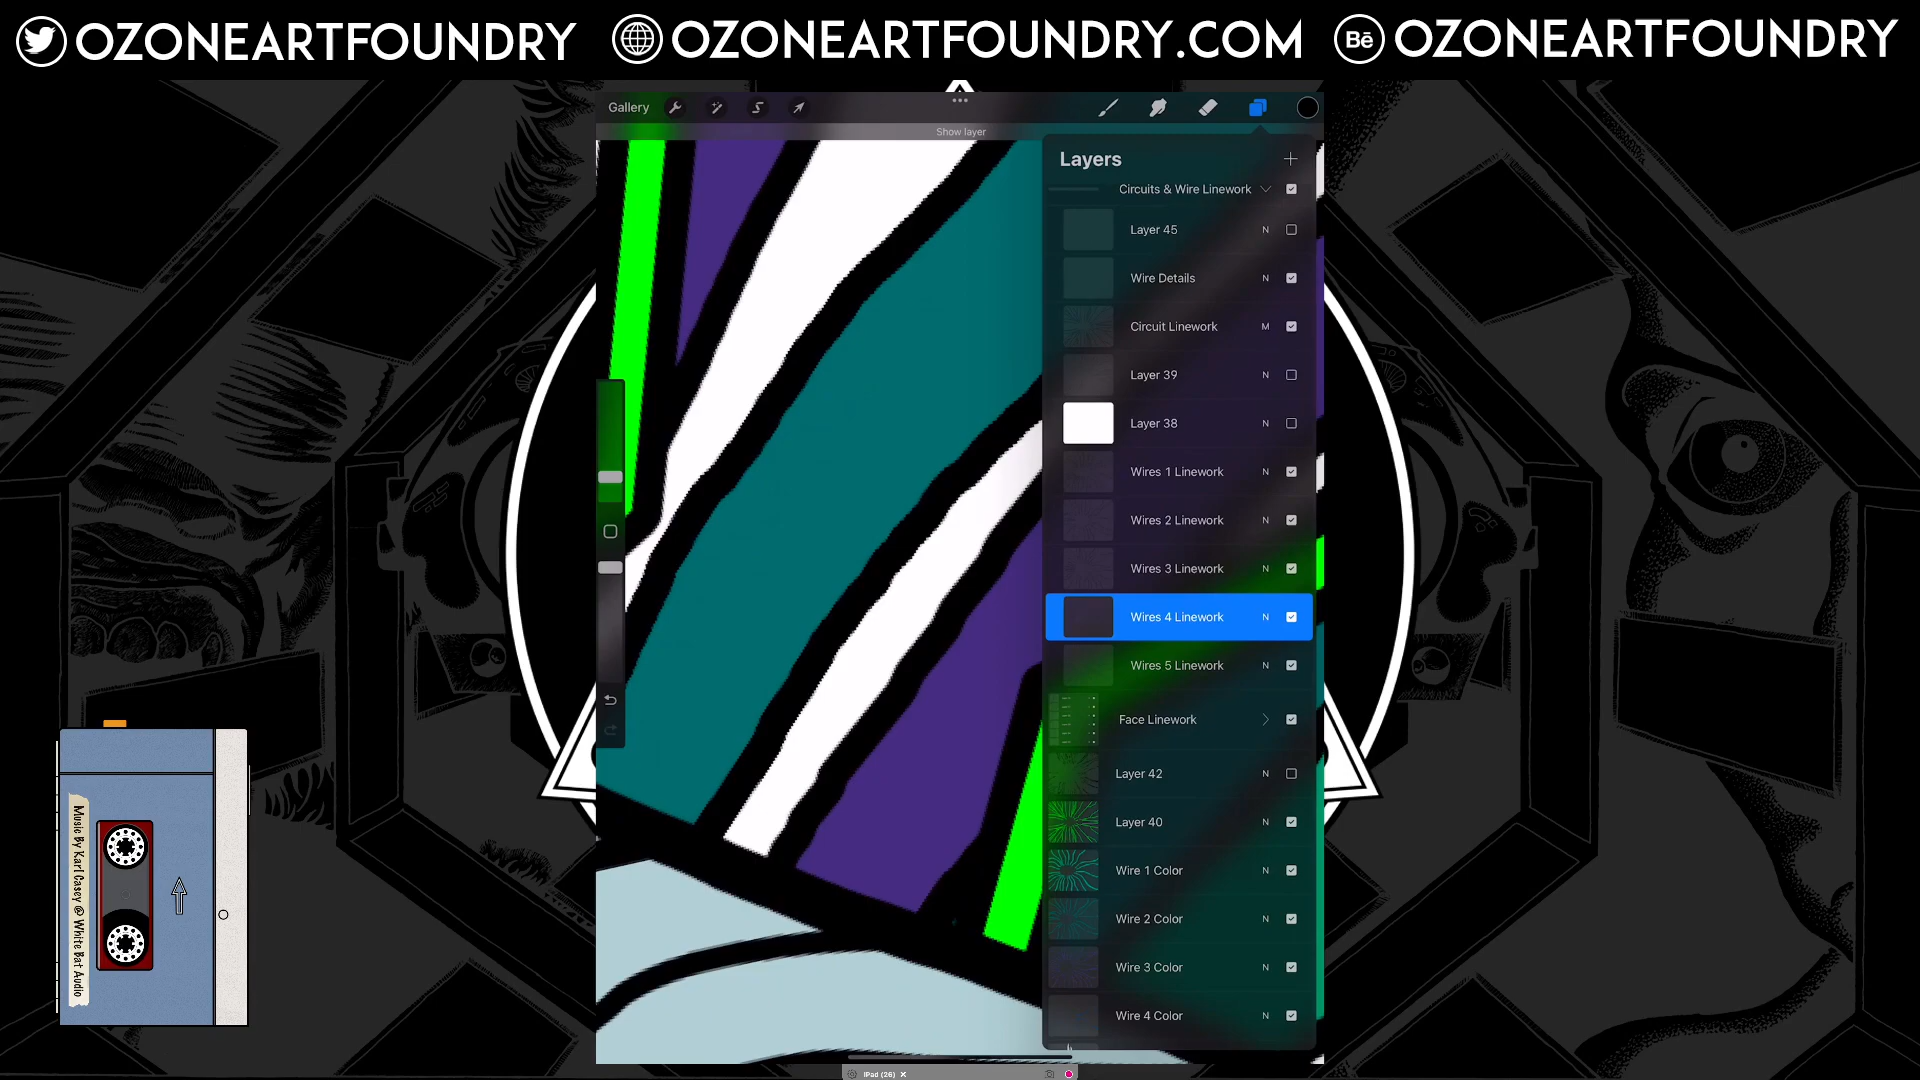 OZONEARTFOUNDRY OZONEARTFOUNDRY.COM Bē OZONEARTFOUNDRY
Gallery
Show layer
Layers
Circuits & Wire Linework
Layer 45 N
Wire Details N
Circuit Linework M
Layer 39 N
Layer 38 N
Wires 1 Linework N
Wires 2 Linework N
Wires 3 Linework N
Wires 4 Linework N
Wires 5 Linework N
Face Linework
Layer 42 N
Layer 40 N
Wire 1 Color N
Wire 2 Color N
Wire 3 Color N
Wire 4 Color N
Music By Karl Casey @ White Bat Audio
iPad (26)